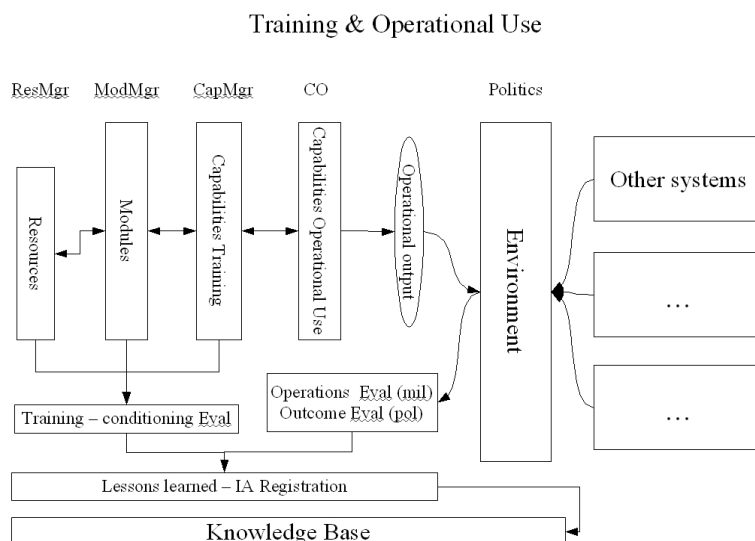 Training & Operational Use
ResMgr
ModMgr
CapMgr
CO
Politics
Resources
Modules
Capabilities Training
Capabilities Operational Use
Operational output
Environment
Other systems
…
…
Operations Eval (mil)
Outcome Eval (pol)
Training – conditioning Eval
Lessons learned – IA Registration
Knowledge Base